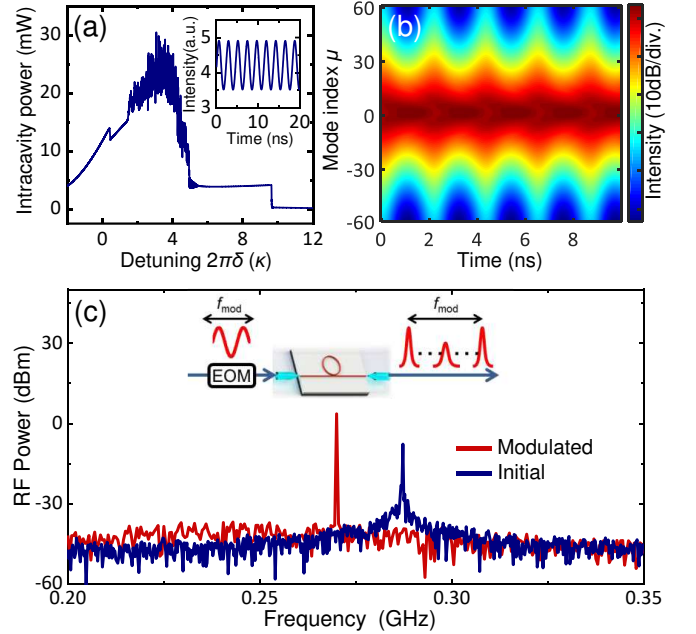 (a)
Intracavity power (mW)
30
20
10
0
0
4
8
12
Detuning 2πδ (κ)
Intensity(a.u.)
5
4
3
0
10
20
Time (ns)
(b)
Mode index μ
60
30
0
-30
-60
0
2
4
6
8
Time (ns)
Intensity (10dB/div.)
(c)
RF Power (dBm)
30
0
-30
-60
0.20
0.25
0.30
0.35
Frequency (GHz)
fmod
EOM
fmod
Modulated
Initial